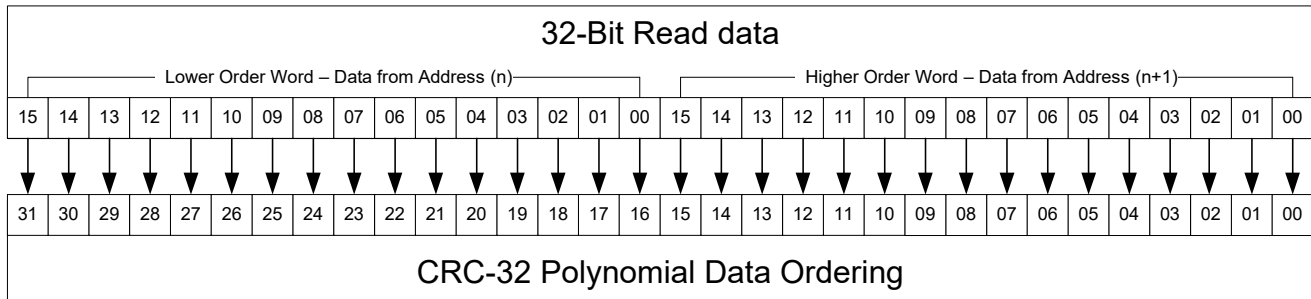 32-Bit Read data
Lower Order Word – Data from Address (n) Higher Order Word – Data from Address (n+1)
15 14 13 12 11 10 09 08 07 06 05 04 03 02 01 00 15 14 13 12 11 10 09 08 07 06 05 04 03 02 01 00
31 30 29 28 27 26 25 24 23 22 21 20 19 18 17 16 15 14 13 12 11 10 09 08 07 06 05 04 03 02 01 00
CRC-32 Polynomial Data Ordering